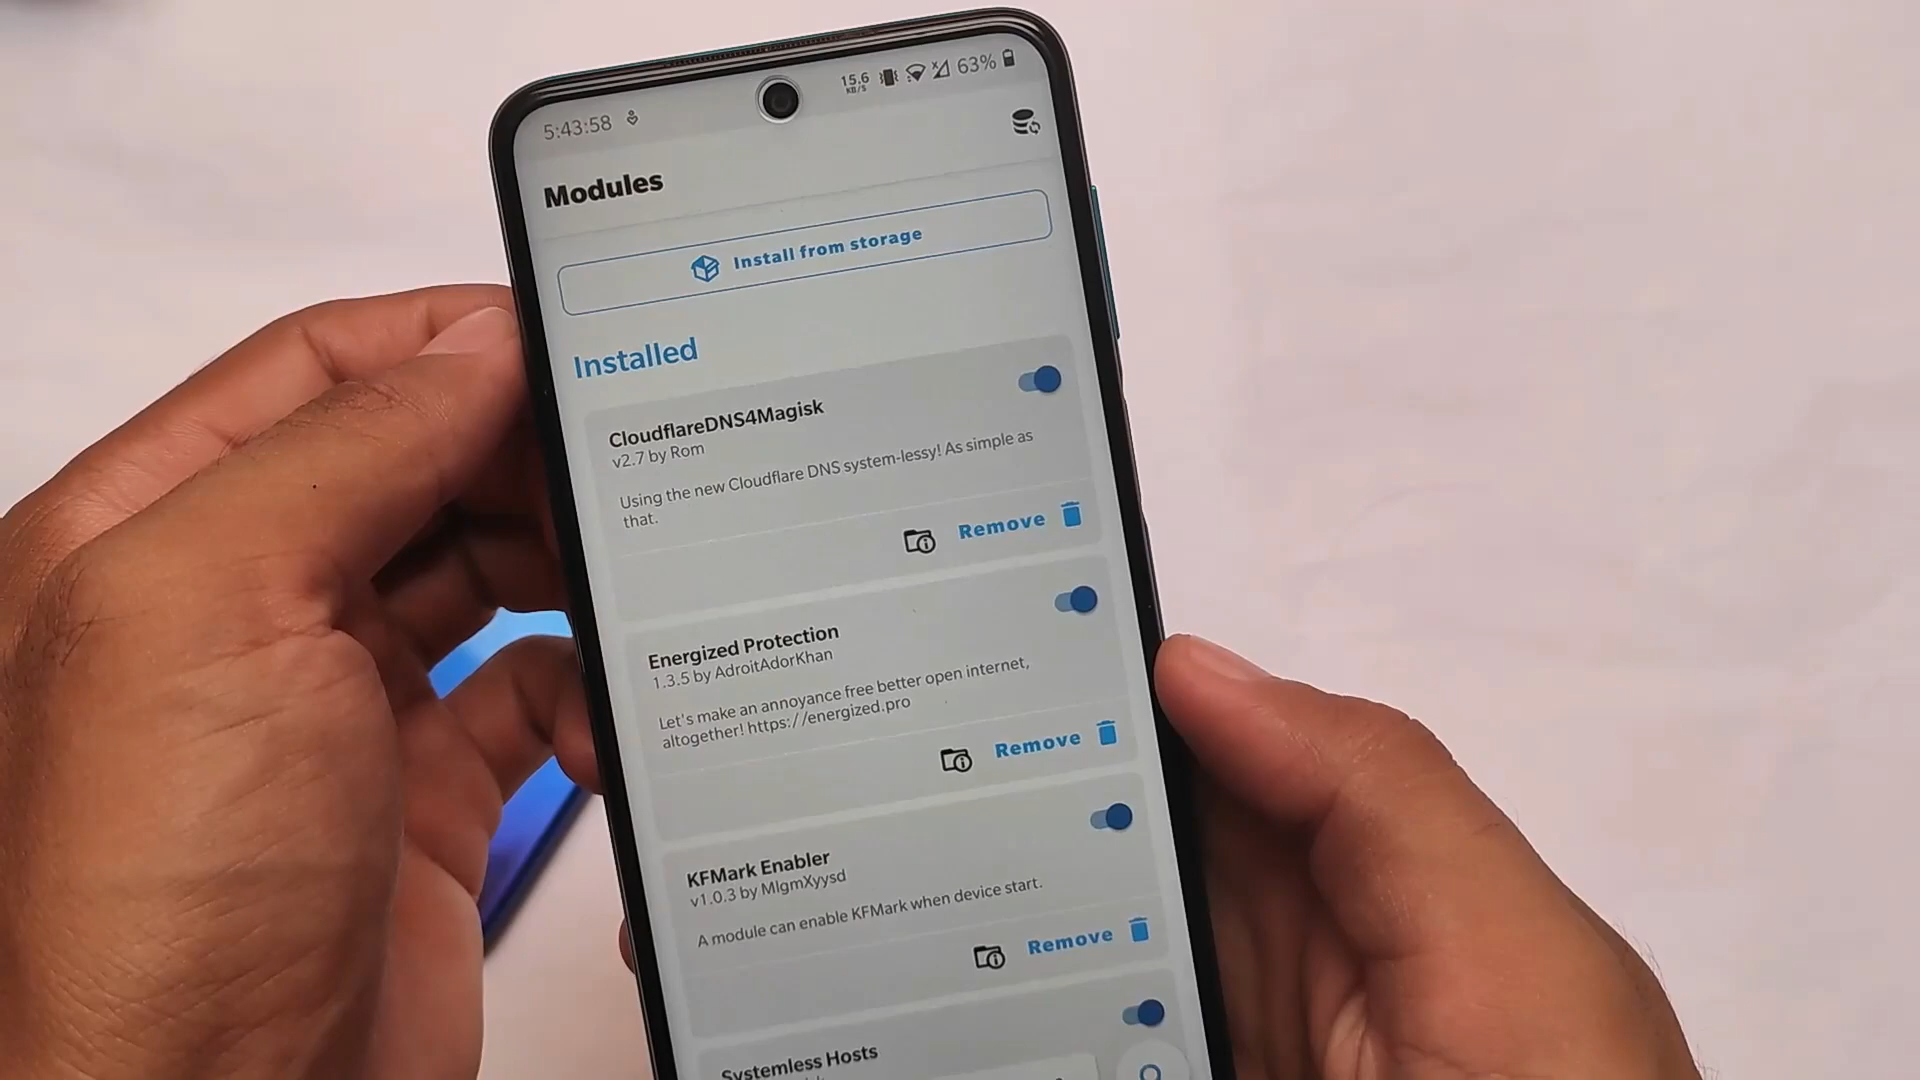 5:43:58
15.6
KB/S
63%
Modules
Install from storage
Installed
CloudflareDNS4Magisk
v2.7 by Rom
Using the new Cloudflare DNS system-lessy! As simple as
that.
Remove
Energized Protection
1.3.5 by AdroitAdorKhan
Let's make an annoyance free better open internet,
altogether! https://energized.pro
Remove
KFMark Enabler
v1.0.3 by MlgmXyysd
A module can enable KFMark when device start.
Remove
Systemless Hosts